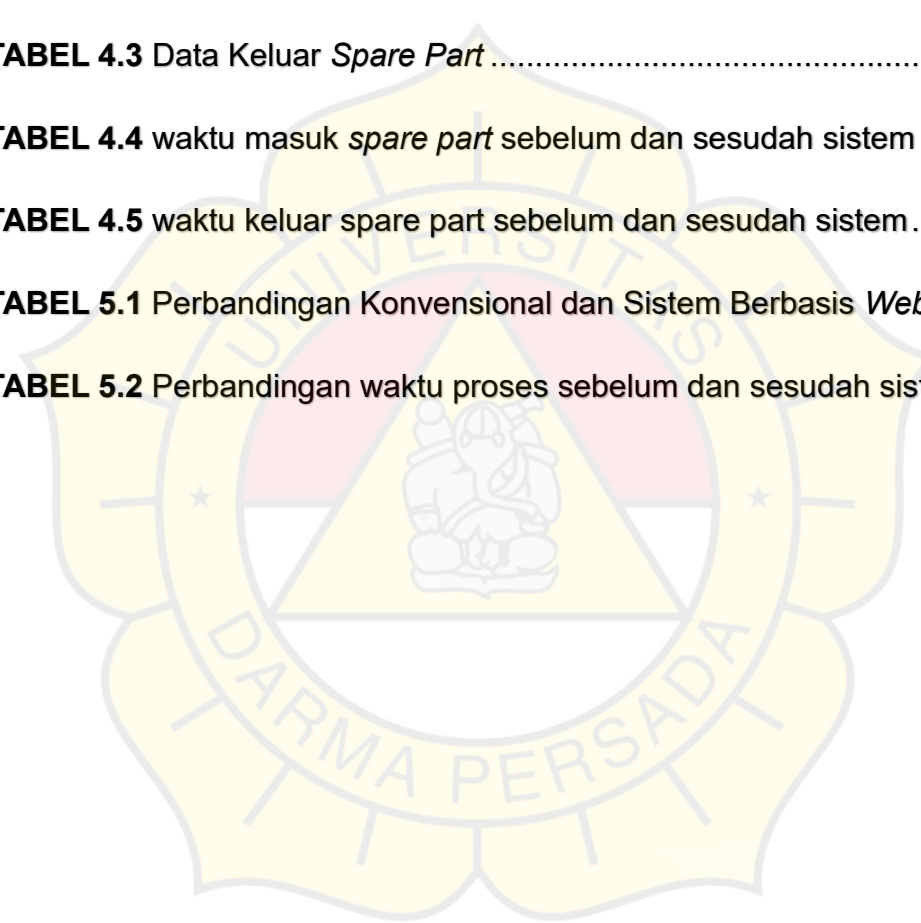 TABEL 4.3 Data Keluar Spare Part ................................................
TABEL 4.4 waktu masuk spare part sebelum dan sesudah sistem
TABEL 4.5 waktu keluar spare part sebelum dan sesudah sistem .
TABEL 5.1 Perbandingan Konvensional dan Sistem Berbasis Web
TABEL 5.2 Perbandingan waktu proses sebelum dan sesudah sist
UNIVERSITAS
DARMA PERSADA